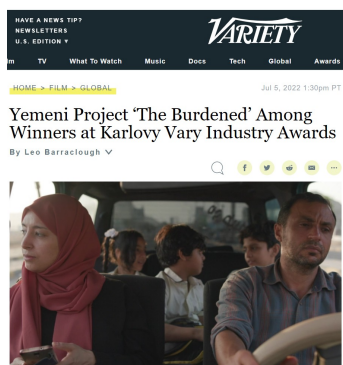 HAVE A NEWS TIP?
NEWSLETTERS
U.S. EDITION ▼
VARIETY
lm TV What To Watch Music Docs Tech Global Awards
HOME > FILM > GLOBAL Jul 5, 2022 1:30pm PT
Yemeni Project ‘The Burdened’ Among
Winners at Karlovy Vary Industry Awards
By Leo Barraclough